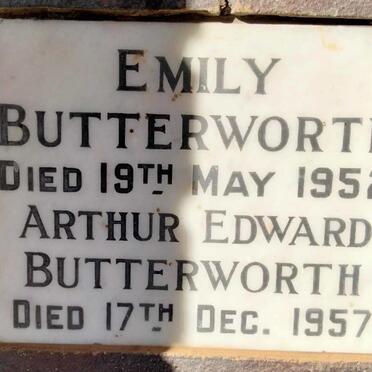 EMILY
BUTTERWORTH
DIED 19TH MAY 1952
ARTHUR EDWARD
BUTTERWORTH
DIED 17TH DEC. 1957